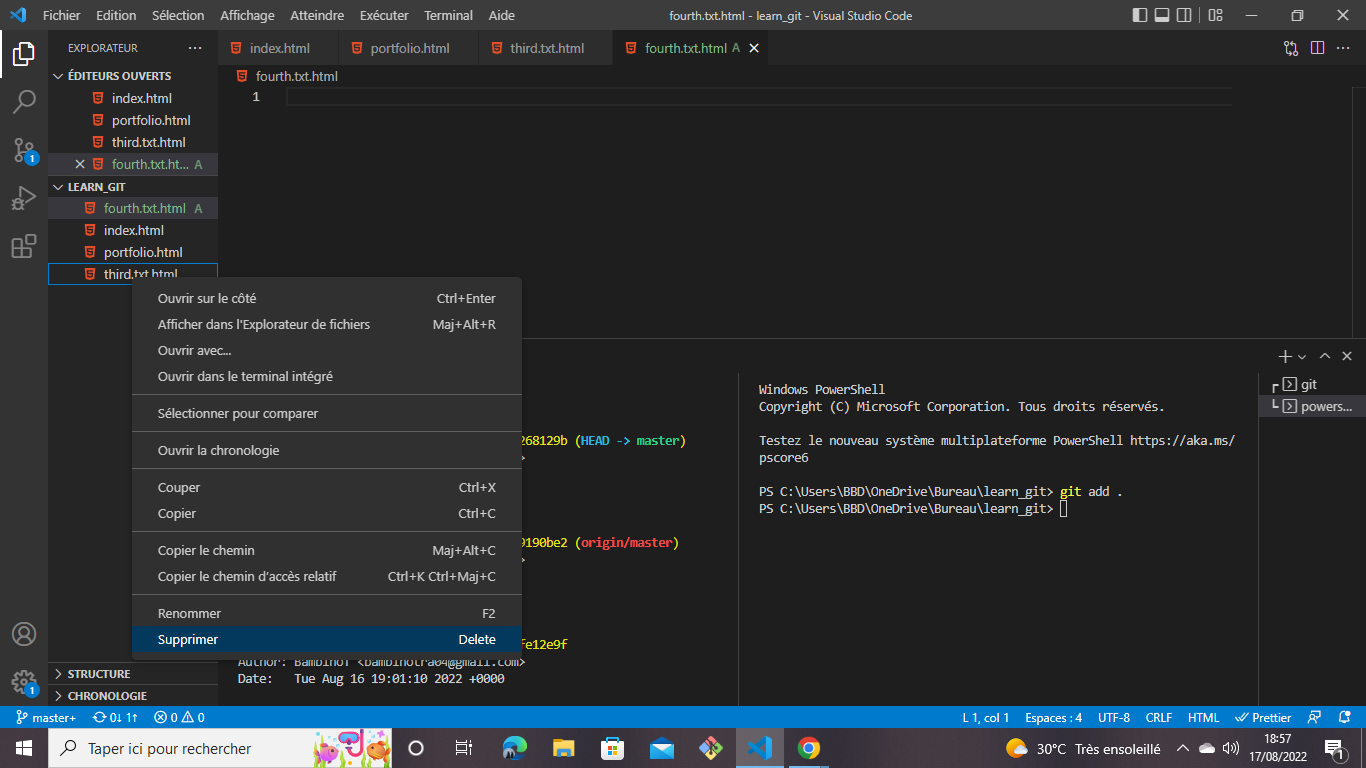 Fichier Edition Sélection Affichage Atteindre Exécuter Terminal Aide
fourth.txt.html - learn_git - Visual Studio Code
EXPLORATEUR
ÉDITEURS OUVERTS
index.html
portfolio.html
third.txt.html
fourth.txt.ht... A
LEARN_GIT
fourth.txt.html A
index.html
portfolio.html
third.txt.html
index.html portfolio.html third.txt.html fourth.txt.html A
fourth.txt.html
1
Ouvrir sur le côté Ctrl+Enter
Afficher dans l'Explorateur de fichiers Maj+Alt+R
Ouvrir avec...
Ouvrir dans le terminal intégré
Sélectionner pour comparer
Ouvrir la chronologie
Couper Ctrl+X
Copier Ctrl+C
Copier le chemin Maj+Alt+C
Copier le chemin d'accès relatif Ctrl+K Ctrl+Maj+C
Renommer F2
Supprimer Delete
268129b (HEAD -> master)
>
9190be2 (origin/master)
>
fe12e9f
Author:
Date: Tue Aug 16 19:01:10 2022 +0000
Windows PowerShell
Copyright (C) Microsoft Corporation. Tous droits réservés.
Testez le nouveau système multiplateforme PowerShell https://aka.ms/
pscore6
PS C:\Users\BBD\OneDrive\Bureau\learn_git> git add .
PS C:\Users\BBD\OneDrive\Bureau\learn_git>
git
powers...
STRUCTURE
CHRONOLOGIE
1
1
master+ 0↓ 1↑ 0 0
L 1, col 1 Espaces : 4 UTF-8 CRLF HTML Prettier
Taper ici pour rechercher
30°C Très ensoleillé
18:57
17/08/2022
1